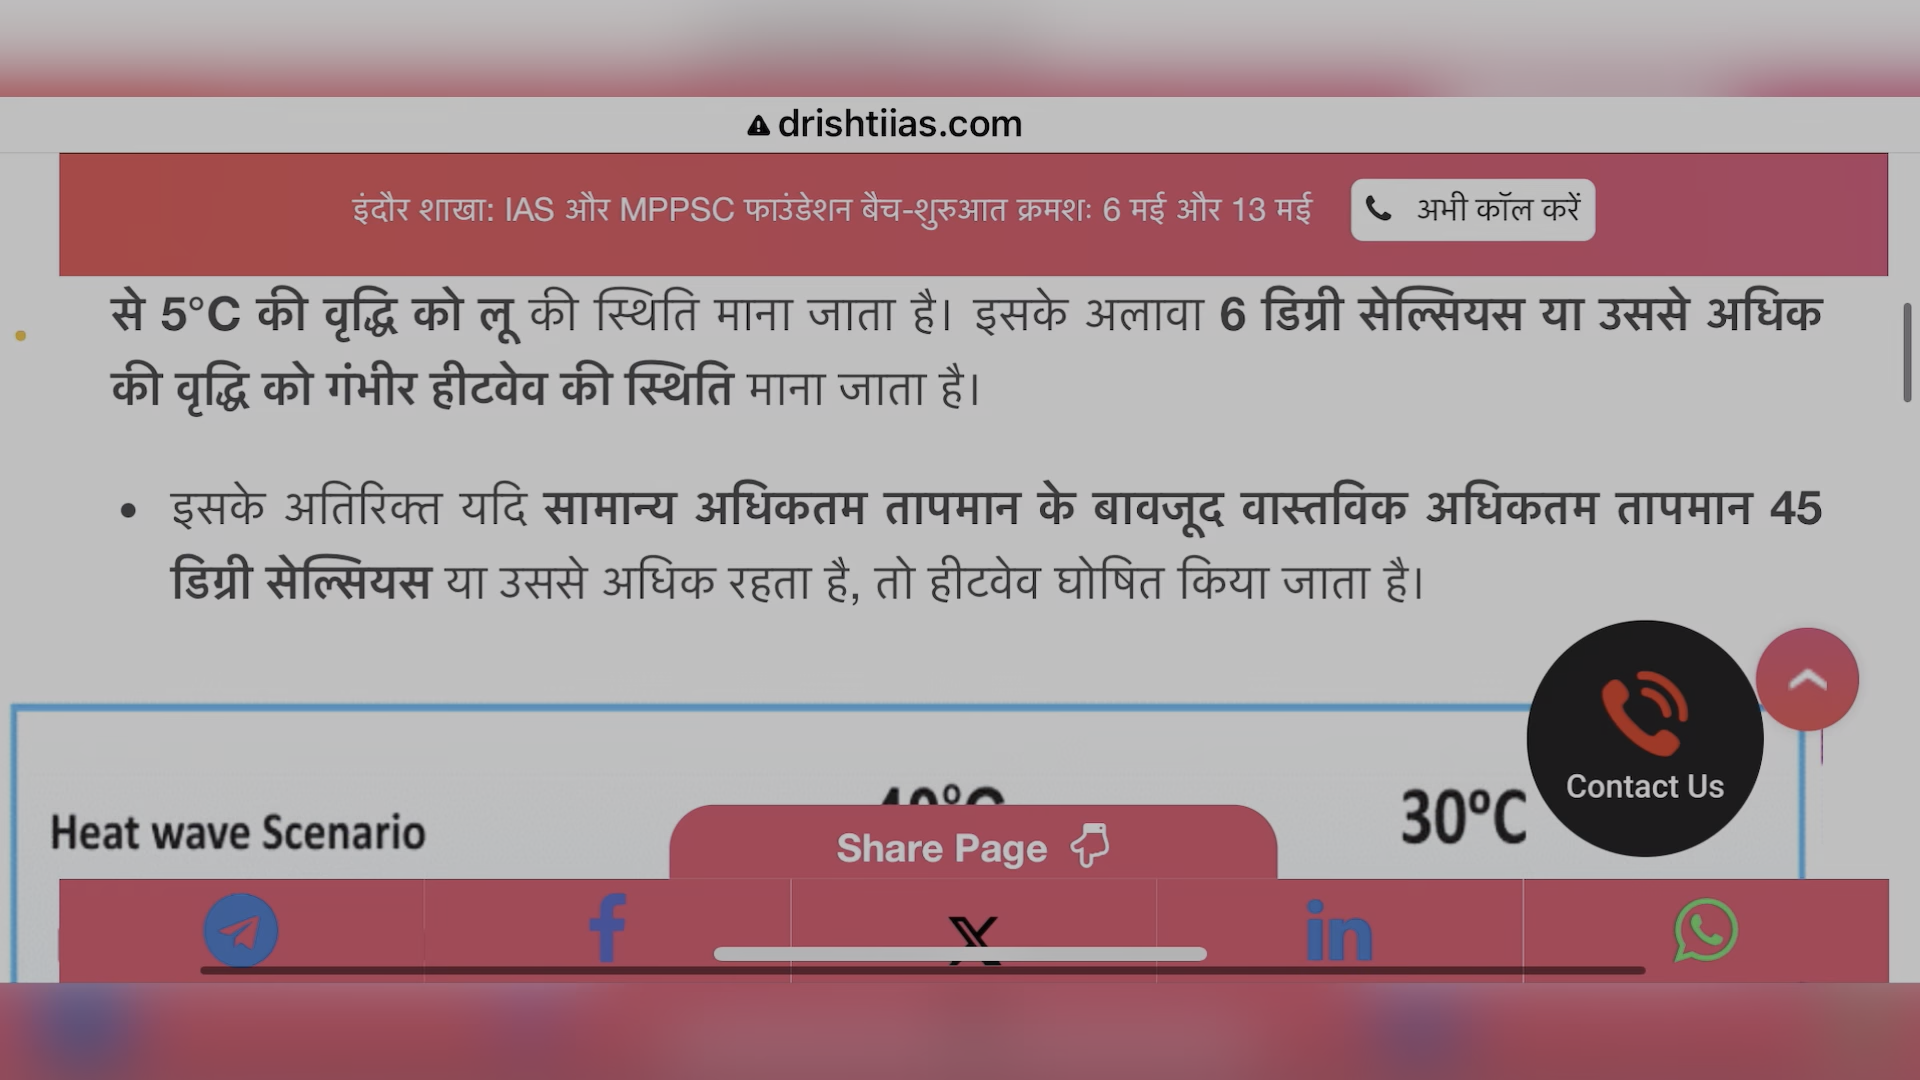 drishtiias.com
इंदौर शाखा: IAS और MPPSC फाउंडेशन बैच-शुरुआत क्रमशः 6 मई और 13 मई
अभी कॉल करें
से 5°C की वृद्धि को लू की स्थिति माना जाता है। इसके अलावा 6 डिग्री सेल्सियस या उससे अधिक
की वृद्धि को गंभीर हीटवेव की स्थिति माना जाता है।
• इसके अतिरिक्त यदि सामान्य अधिकतम तापमान के बावजूद वास्तविक अधिकतम तापमान 45
डिग्री सेल्सियस या उससे अधिक रहता है, तो हीटवेव घोषित किया जाता है।
Contact Us
Heat wave Scenario
30ºC
Share Page